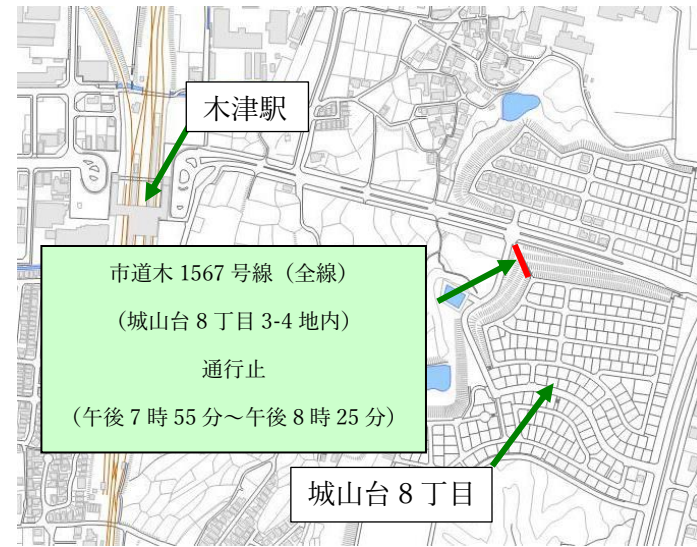 木津駅
市道木 1567 号線（全線）
（城山台 8 丁目 3-4 地内）
通行止
（午後 7 時 55 分～午後 8 時 25 分）
城山台 8 丁目